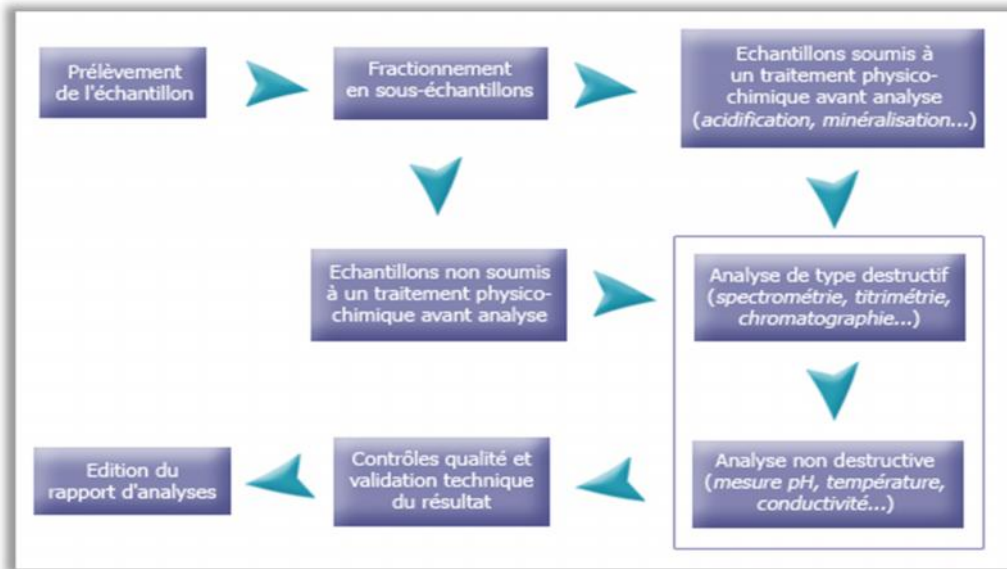 Prélèvement
de l'échantillon
Fractionnement
en sous-échantillons
Echantillons soumis à
un traitement physico-
chimique avant analyse
(acidification, minéralisation...)
Echantillons non soumis
à un traitement physico-
chimique avant analyse
Analyse de type destructif
(spectrométrie, titrimétrie,
chromatographie...)
Analyse non destructive
(mesure pH, température,
conductivité...)
Contrôles qualité et
validation technique
du résultat
Edition du
rapport d'analyses